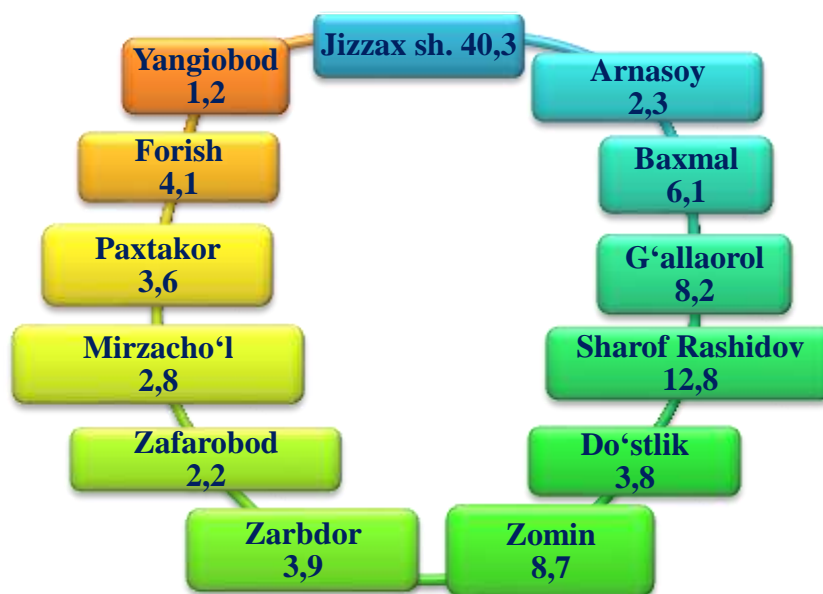 Jizzax sh. 40,3
Arnasoy
2,3
Baxmal
6,1
G‘allaorol
8,2
Sharof Rashidov
12,8
Do‘stlik
3,8
Zomin
8,7
Zarbdor
3,9
Zafarobod
2,2
Mirzacho‘l
2,8
Paxtakor
3,6
Forish
4,1
Yangiobod
1,2